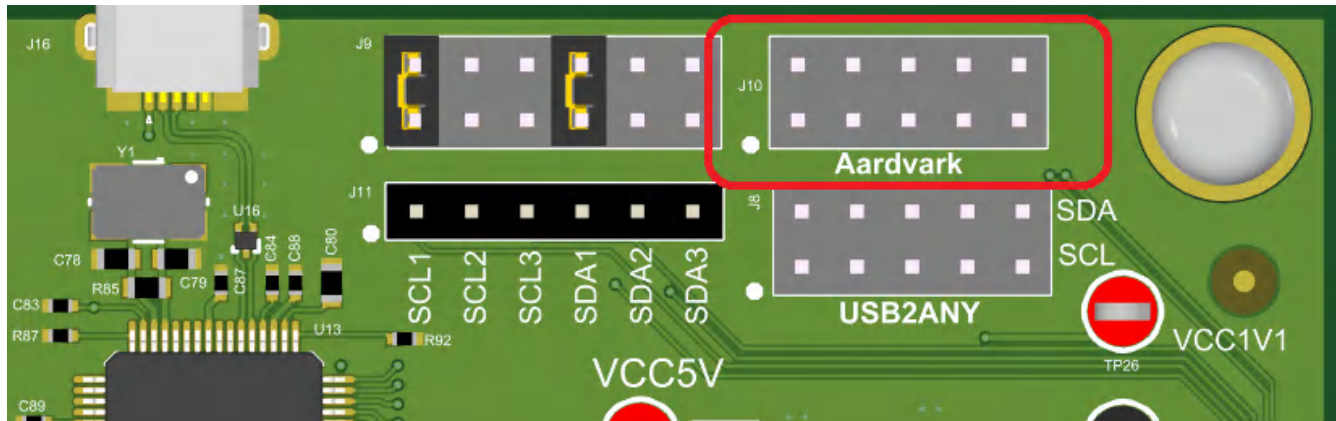 J16
J9
J10
Aardvark
Y1
J11
J8
SDA
U16
SCL
C78
R85
C79
C87
C84
C88
C80
SCL1
SCL2
SCL3
SDA1
SDA2
SDA3
USB2ANY
C83
R87
U13
R92
VCC1V1
TP26
VCC5V
C89